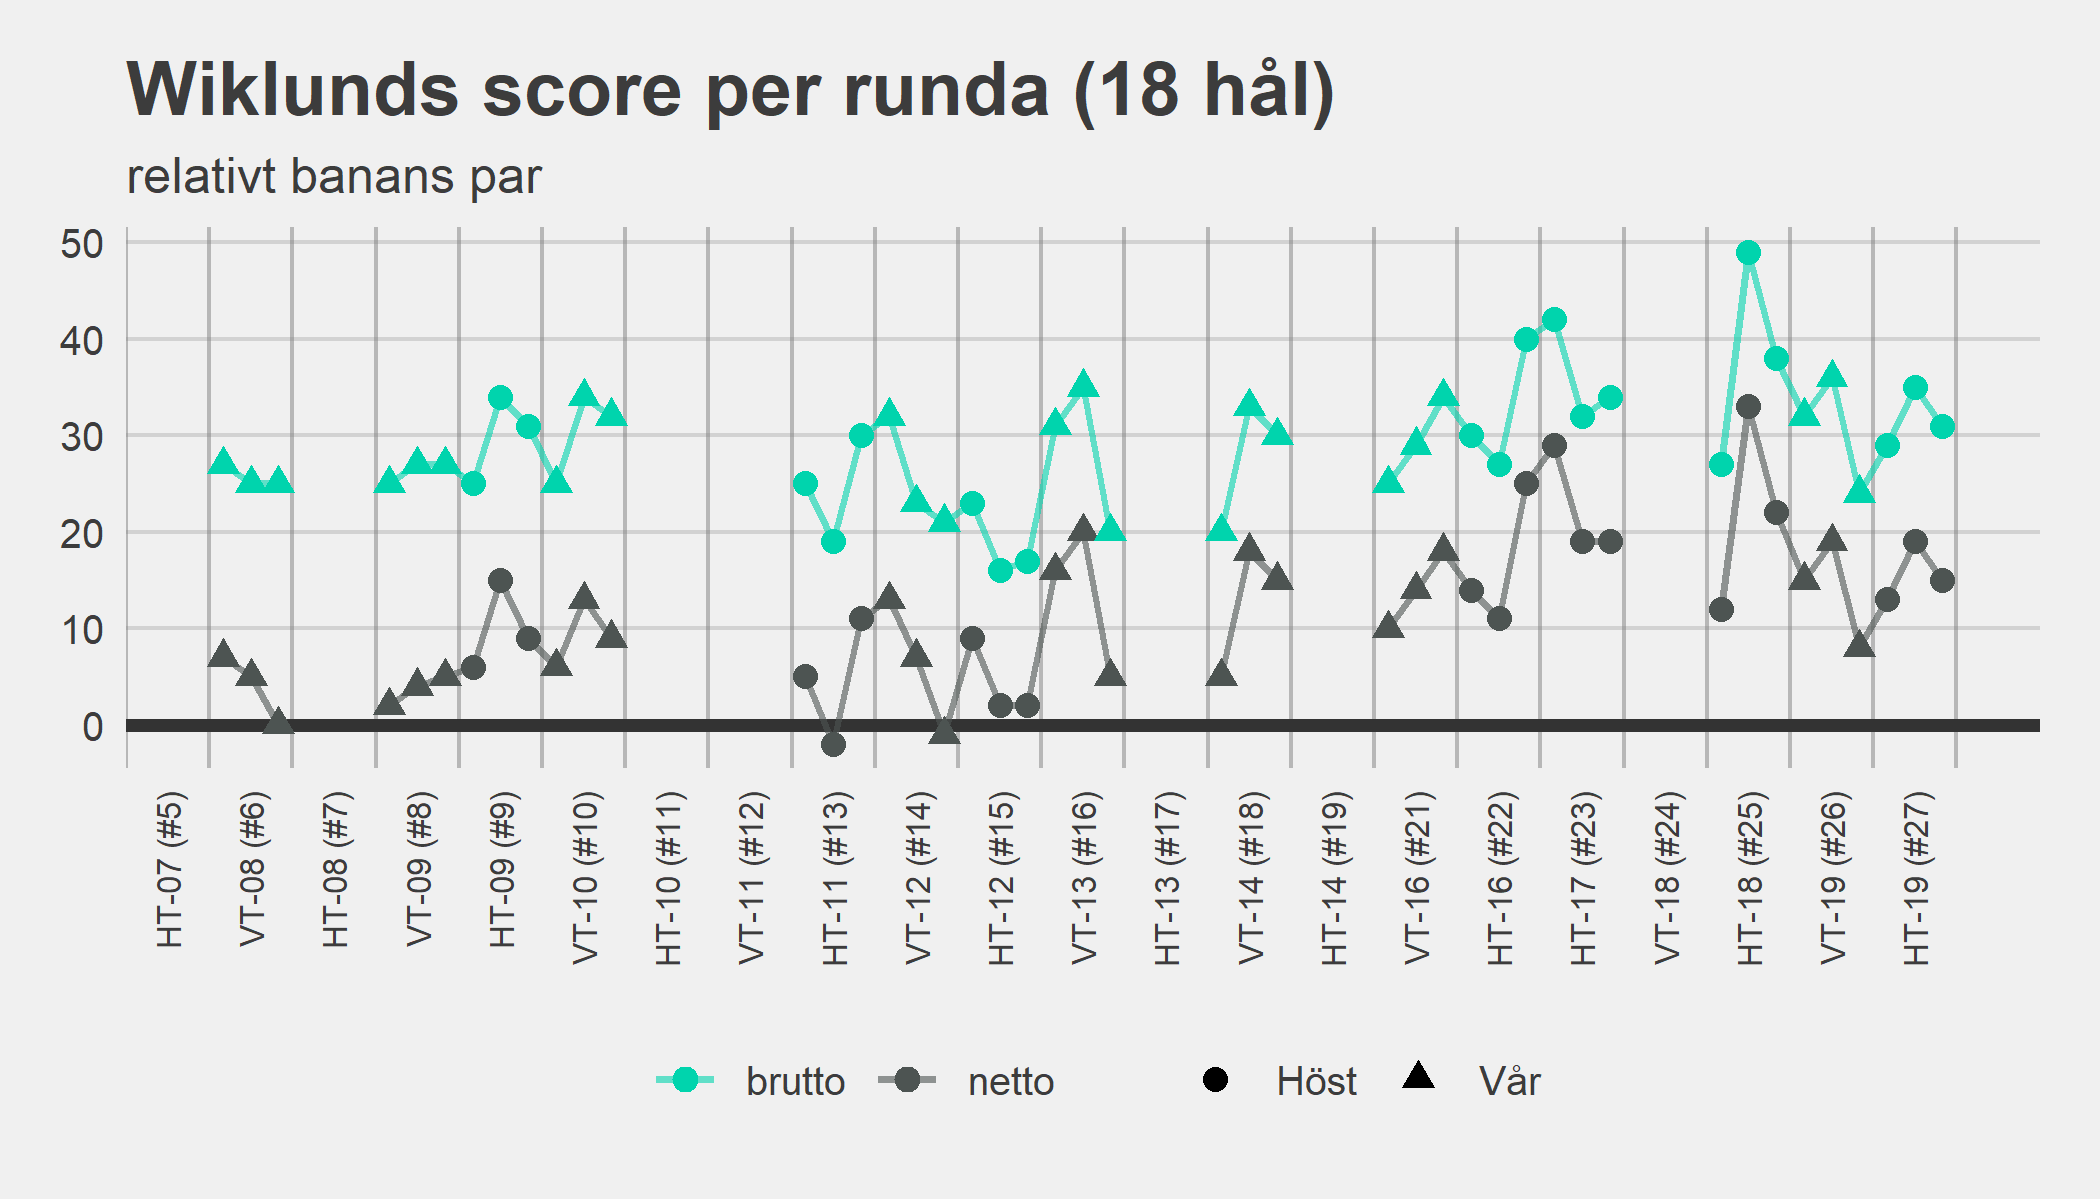 Wiklunds score per runda (18 hål)
relativt banans par
50
40
30
20
10
0
HT-07 (#5)
VT-08 (#6)
HT-08 (#7)
VT-09 (#8)
HT-09 (#9)
VT-10 (#10)
HT-10 (#11)
VT-11 (#12)
HT-11 (#13)
VT-12 (#14)
HT-12 (#15)
VT-13 (#16)
HT-13 (#17)
VT-14 (#18)
HT-14 (#19)
VT-16 (#21)
HT-16 (#22)
HT-17 (#23)
VT-18 (#24)
HT-18 (#25)
VT-19 (#26)
HT-19 (#27)
brutto netto Höst Vår